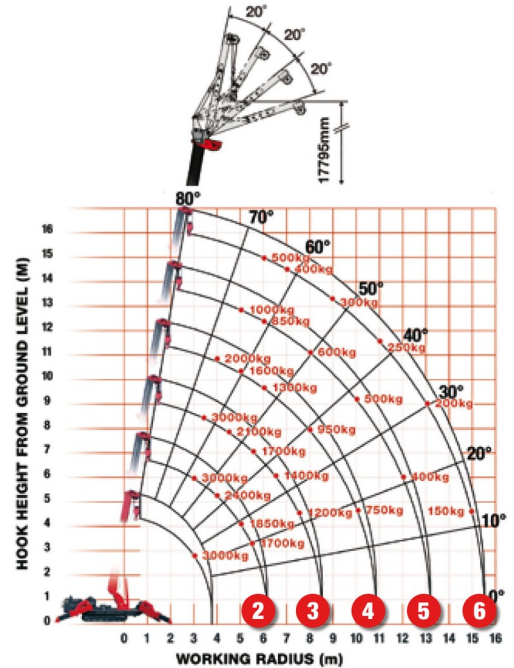 20°
20°
20°
17795mm
80°
70°
60°
50°
40°
30°
20°
10°
0°
500kg
400kg
300kg
250kg
200kg
150kg
1000kg
850kg
600kg
500kg
400kg
2000kg
1600kg
1300kg
950kg
750kg
3000kg
2100kg
1700kg
1400kg
1200kg
3000kg
2400kg
1850kg
1700kg
3000kg
HOOK HEIGHT FROM GROUND LEVEL (M)
16
15
14
13
12
11
10
9
8
7
6
5
4
3
2
1
0
2
3
4
5
6
0 1 2 3 4 5 6 7 8 9 10 11 12 13 14 15 16
WORKING RADIUS (m)